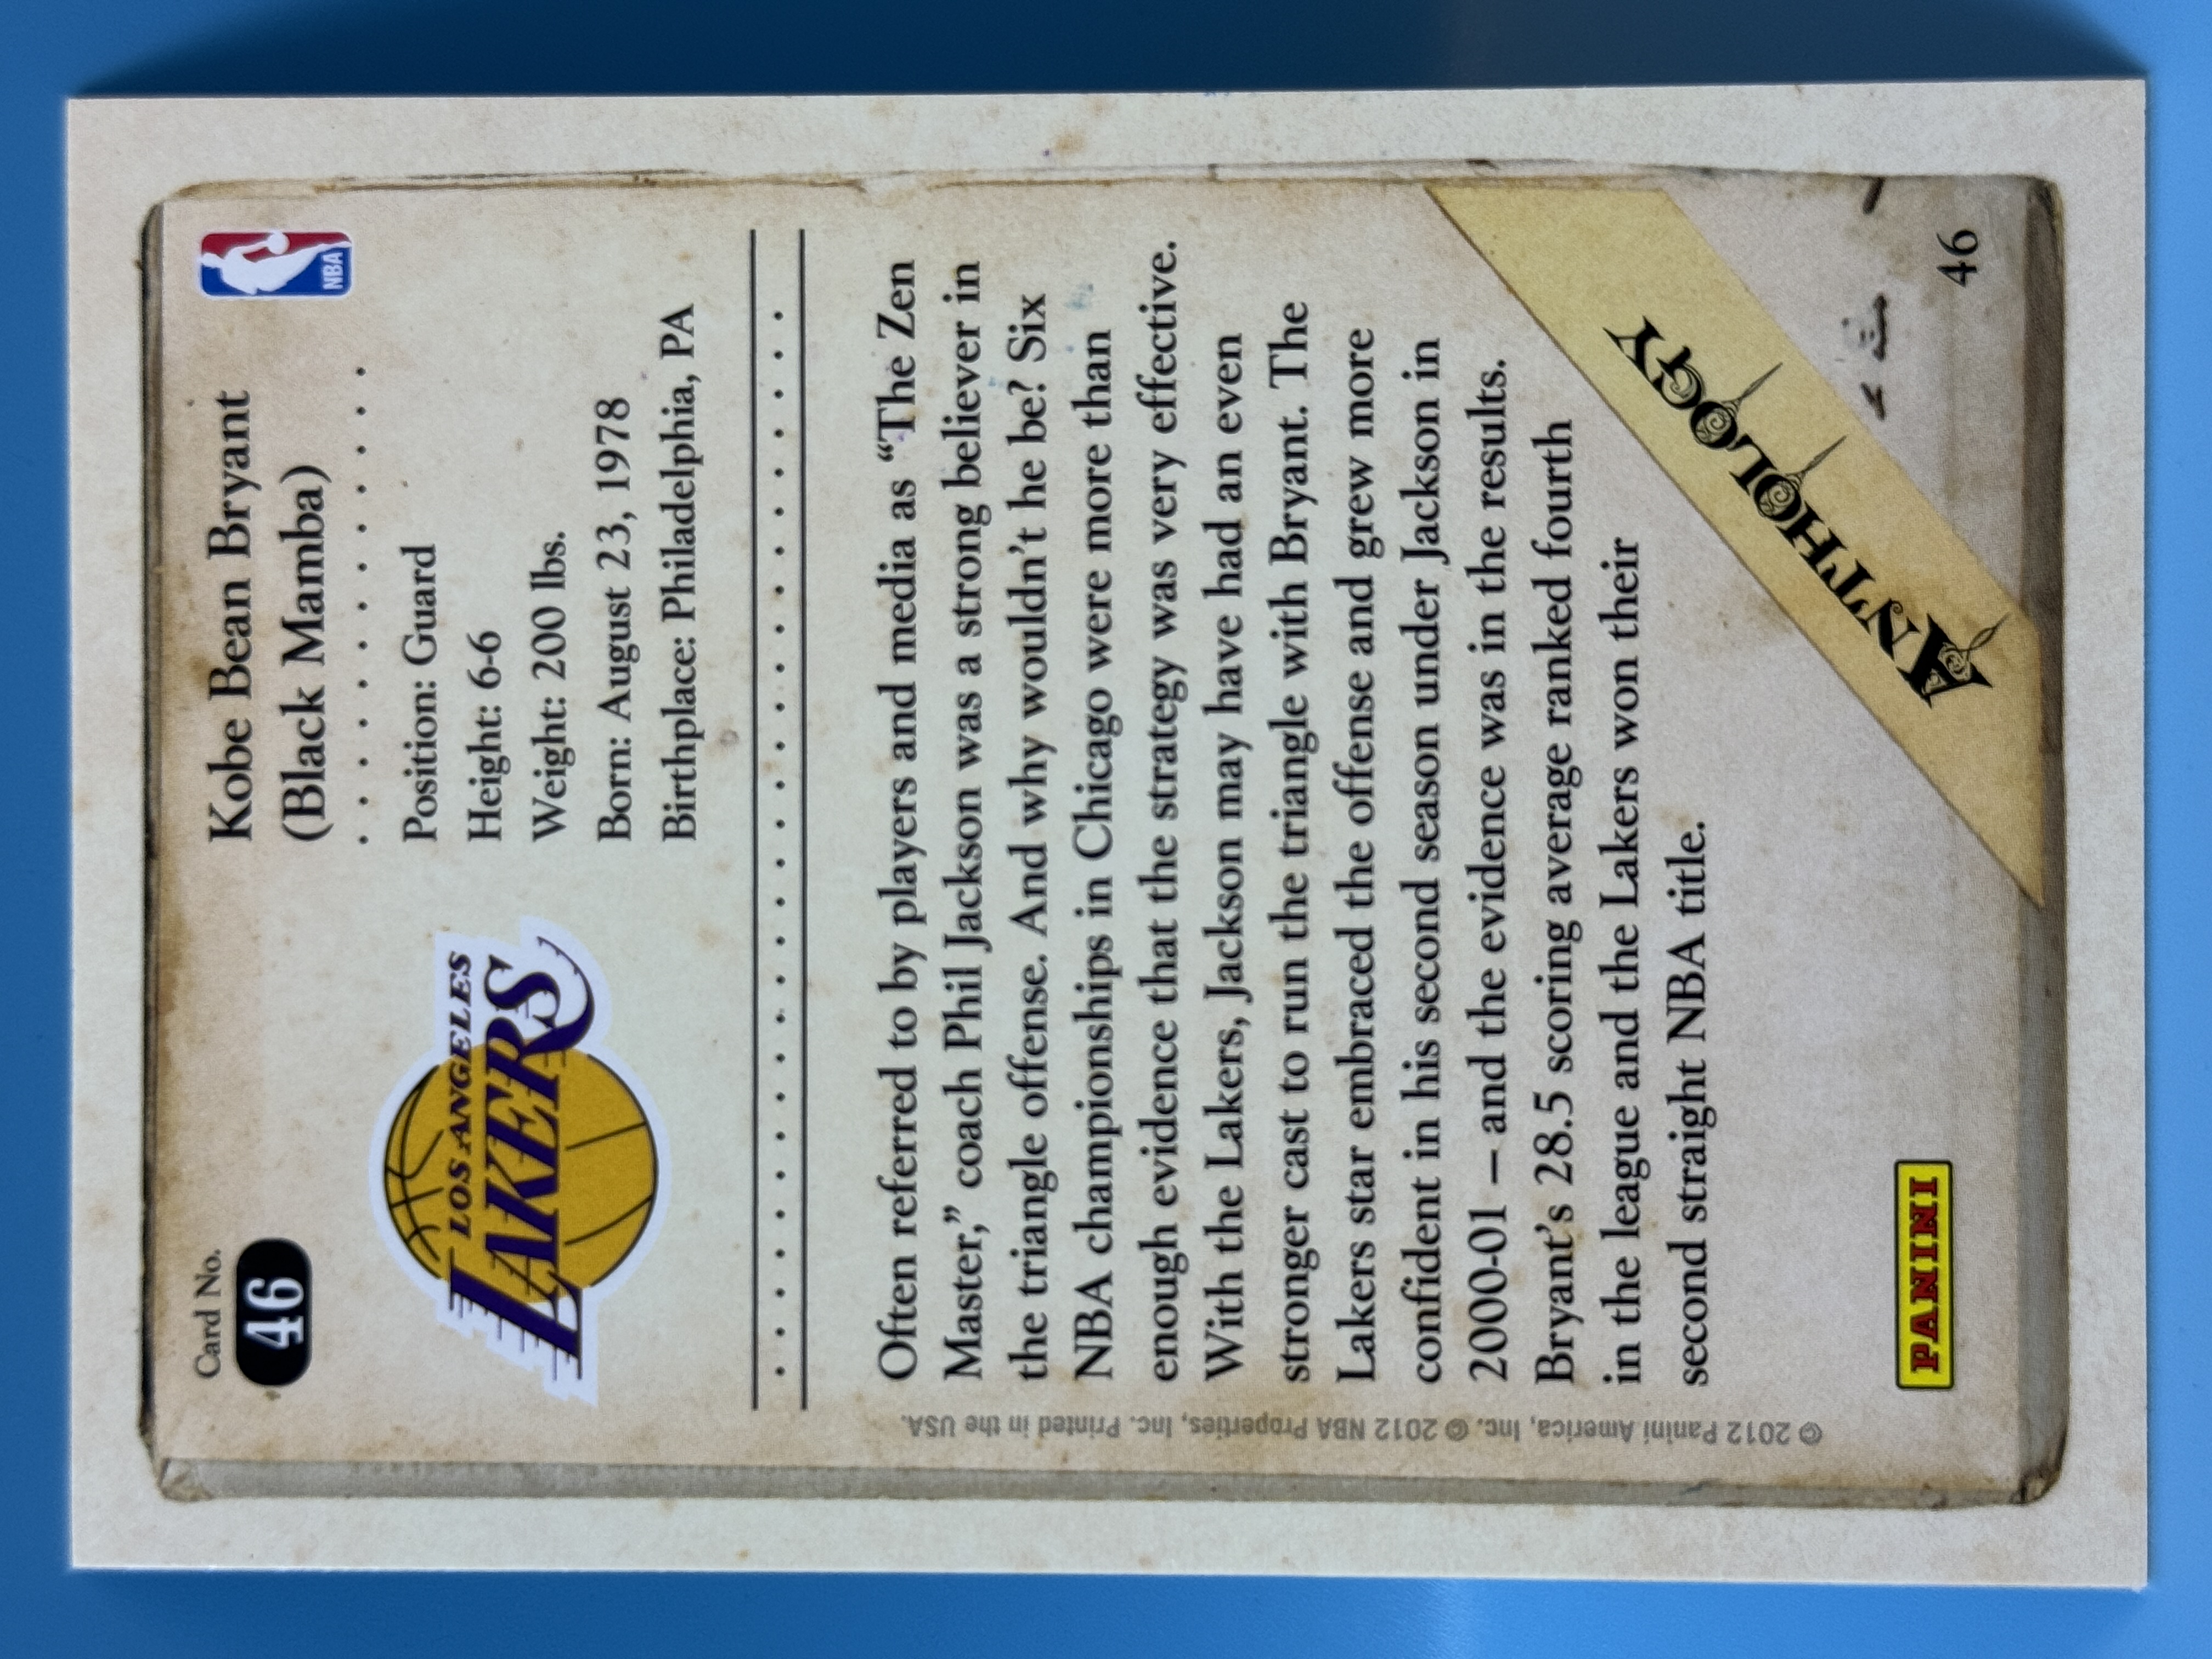 Card No.
46
Kobe Bean Bryant
(Black Mamba)
NBA
LOS ANGELES
LAKERS
Position: Guard
Height: 6-6
Weight: 200 lbs.
Born: August 23, 1978
Birthplace: Philadelphia, PA
Often referred to by players and media as “The Zen
Master,” coach Phil Jackson was a strong believer in
the triangle offense. And why wouldn’t he be? Six
NBA championships in Chicago were more than
enough evidence that the strategy was very effective.
With the Lakers, Jackson may have had an even
stronger cast to run the triangle with Bryant. The
Lakers star embraced the offense and grew more
confident in his second season under Jackson in
2000-01 – and the evidence was in the results.
Bryant’s 28.5 scoring average ranked fourth
in the league and the Lakers won their
second straight NBA title.
© 2012 Panini America, Inc. © 2012 NBA Properties, Inc. Printed in the USA.
PANINI
ANTHOLOGY
46